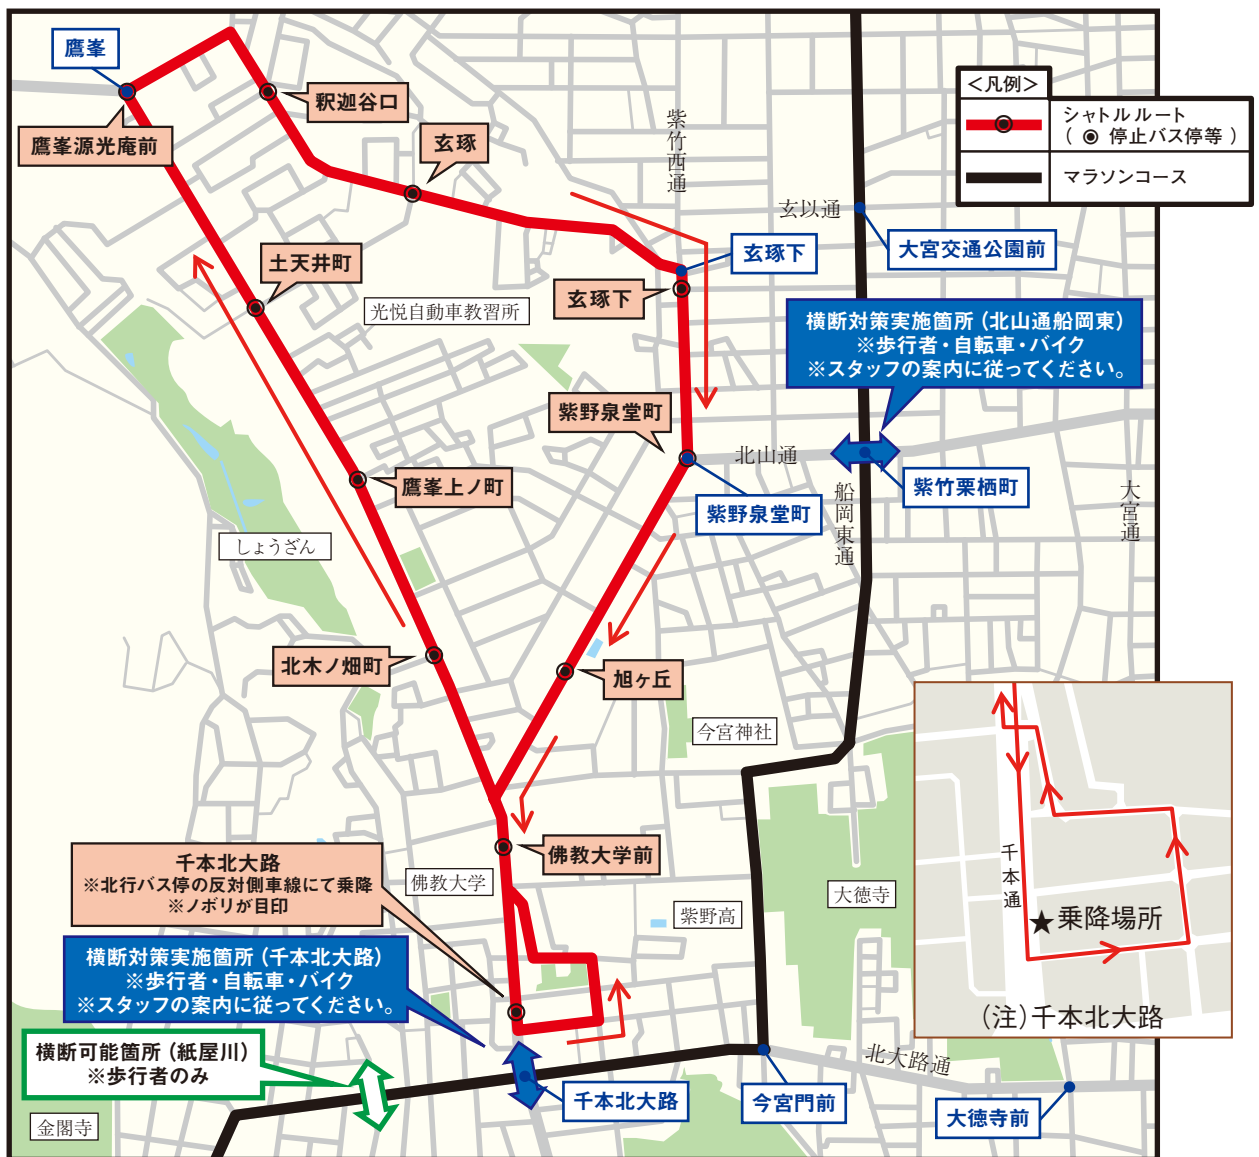 鷹峯
鷹峯源光庵前
釈迦谷口
玄琢
紫竹西通
玄以通
＜凡例＞
シャトルルート
（ ◉ 停止バス停等 ）
マラソンコース
大宮交通公園前
玄琢下
玄琢下
土天井町
光悦自動車教習所
横断対策実施箇所（北山通船岡東）
※歩行者・自転車・バイク
※スタッフの案内に従ってください。
紫野泉堂町
北山通
紫竹栗栖町
鷹峯上ノ町
紫野泉堂町
船岡東通
大宮通
しょうざん
北木ノ畑町
旭ヶ丘
今宮神社
佛教大学前
千本北大路
※北行バス停の反対側車線にて乗降
※ノボリが目印
佛教大学
紫野高
大徳寺
千本通
★乗降場所
（注）千本北大路
横断対策実施箇所（千本北大路）
※歩行者・自転車・バイク
※スタッフの案内に従ってください。
横断可能箇所（紙屋川）
※歩行者のみ
北大路通
千本北大路
今宮門前
大徳寺前
金閣寺